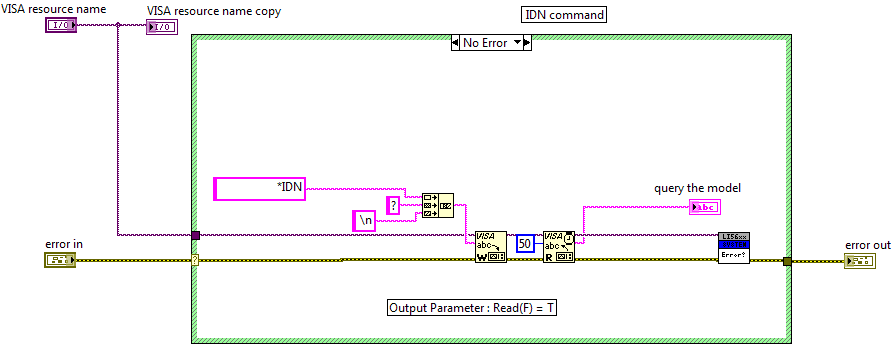 VISA resource name
VISA resource name copy
IDN command
I/O
I/O
No Error
*IDN
?
\n
query the model
abc
error in
?
VISA
abc
W
50
VISA
abc
R
LIS6xx
Error?
error out
Output Parameter : Read(F) = T